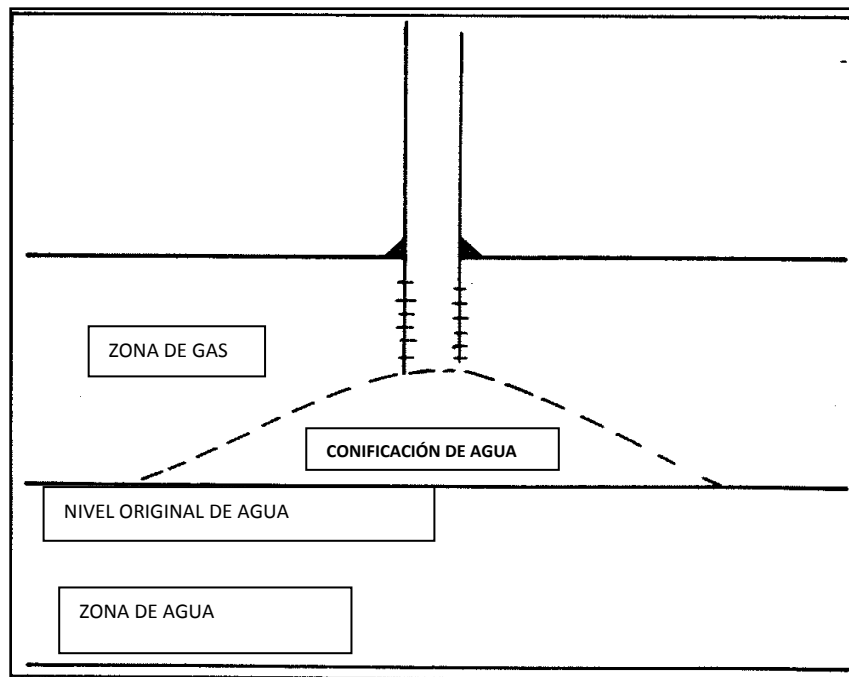 ZONA DE GAS
CONIFICACIÓN DE AGUA
NIVEL ORIGINAL DE AGUA
ZONA DE AGUA